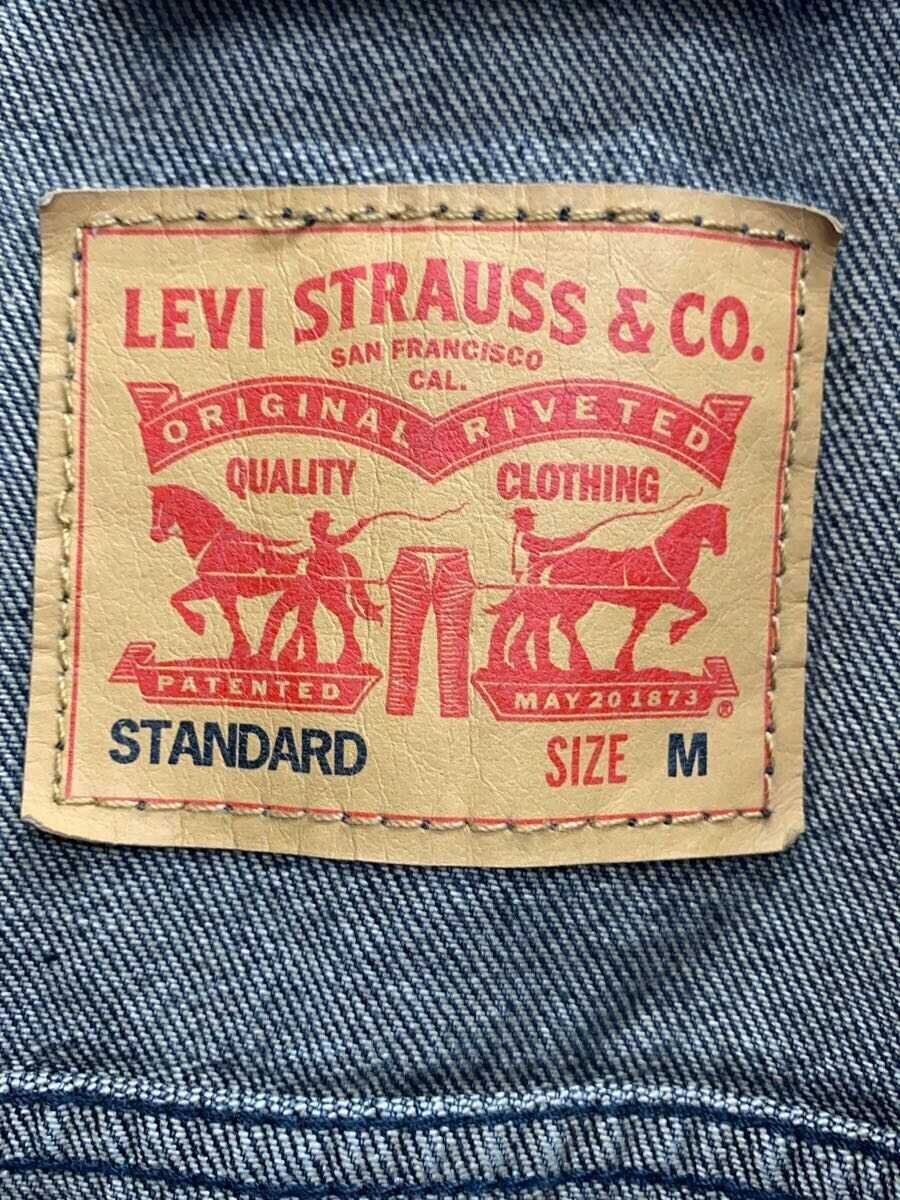 LEVI STRAUSS & CO.
SAN FRANCISCO
CAL.
ORIGINAL RIVETED
QUALITY CLOTHING
PATENTED MAY 20 1873 ®
STANDARD SIZE M